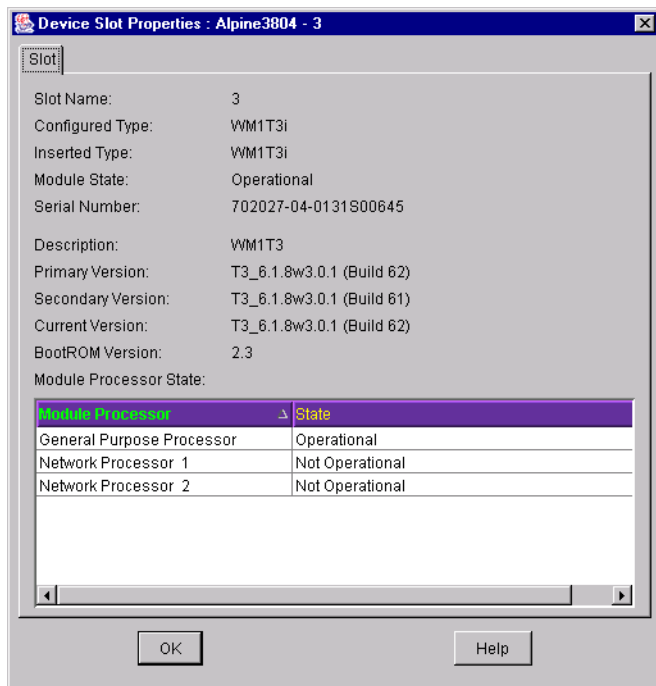 Device Slot Properties : Alpine3804 - 3
Slot
Slot Name: 3
Configured Type: WM1T3i
Inserted Type: WM1T3i
Module State: Operational
Serial Number: 702027-04-0131S00645
Description: WM1T3
Primary Version: T3_6.1.8w3.0.1 (Build 62)
Secondary Version: T3_6.1.8w3.0.1 (Build 61)
Current Version: T3_6.1.8w3.0.1 (Build 62)
BootROM Version: 2.3
Module Processor State:
Module Processor State
General Purpose Processor Operational
Network Processor 1 Not Operational
Network Processor 2 Not Operational
OK Help